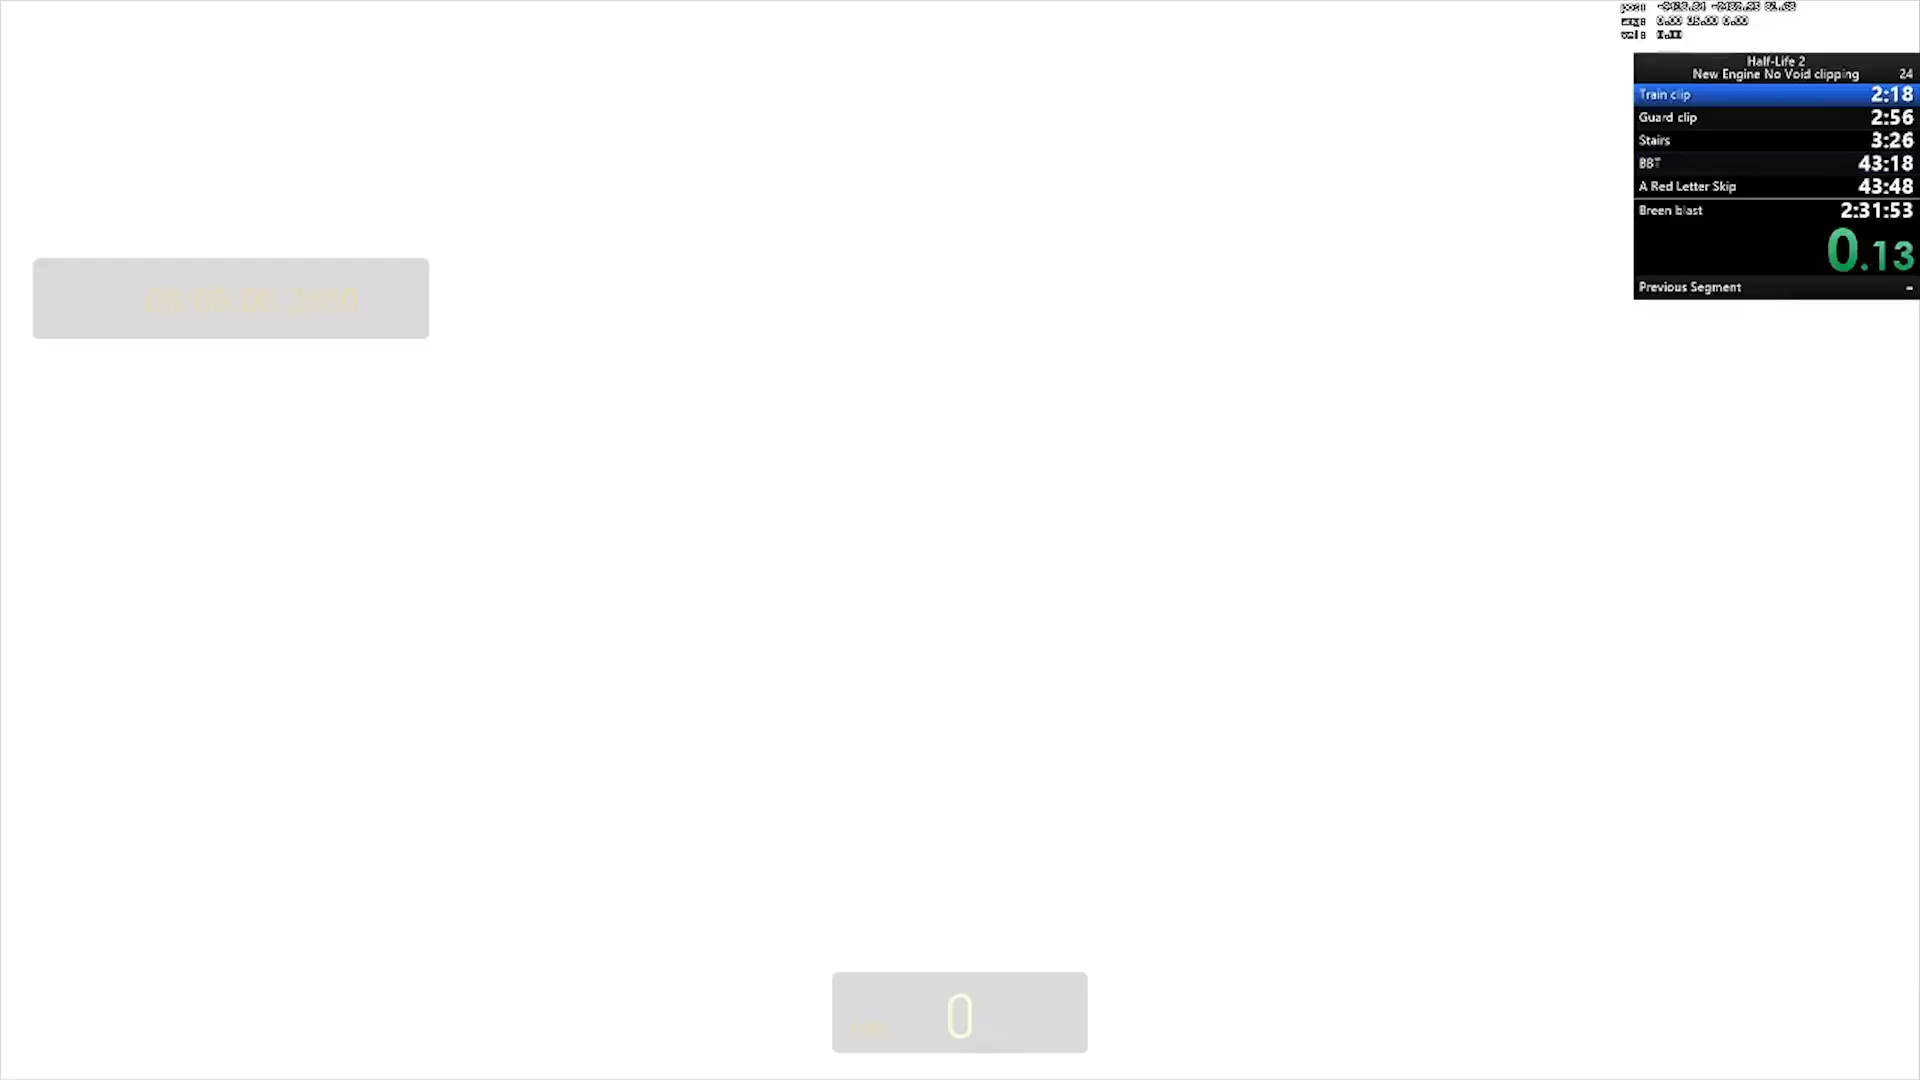 Half-Life 2
New Engine No Void clipping 24
Train clip 2:18
Guard clip 2:56
Stairs 3:26
BBT 43:18
A Red Letter Skip 43:48
Breen blast 2:31:53
0.13
Previous Segment -
0